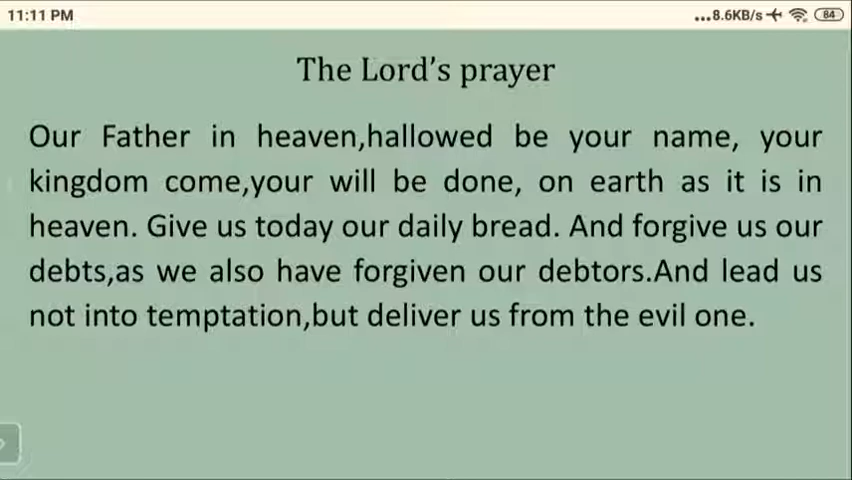 11:11 PM
...8.6KB/s 84
The Lord’s prayer
Our Father in heaven,hallowed be your name, your
kingdom come,your will be done, on earth as it is in
heaven. Give us today our daily bread. And forgive us our
debts,as we also have forgiven our debtors.And lead us
not into temptation,but deliver us from the evil one.